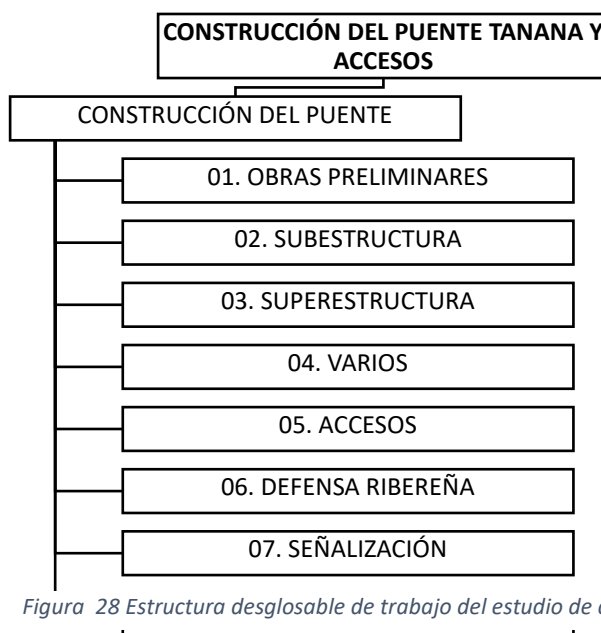 CONSTRUCCIÓN DEL PUENTE TANANA Y
ACCESOS
CONSTRUCCIÓN DEL PUENTE
01. OBRAS PRELIMINARES
02. SUBESTRUCTURA
03. SUPERESTRUCTURA
04. VARIOS
05. ACCESOS
06. DEFENSA RIBEREÑA
07. SEÑALIZACIÓN
Figura 28 Estructura desglosable de trabajo del estudio de